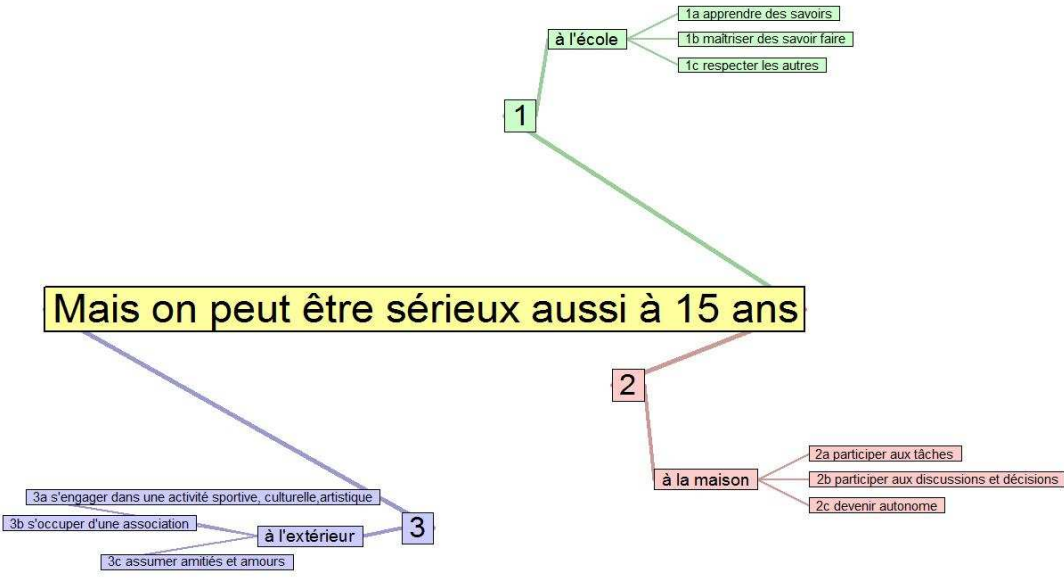 1a apprendre des savoirs
à l'école
1b maîtriser des savoir faire
1c respecter les autres
1
Mais on peut être sérieux aussi à 15 ans
2
2a participer aux tâches
à la maison
2b participer aux discussions et décisions
2c devenir autonome
3a s'engager dans une activité sportive, culturelle,artistique
3b s'occuper d'une association
à l'extérieur
3
3c assumer amitiés et amours